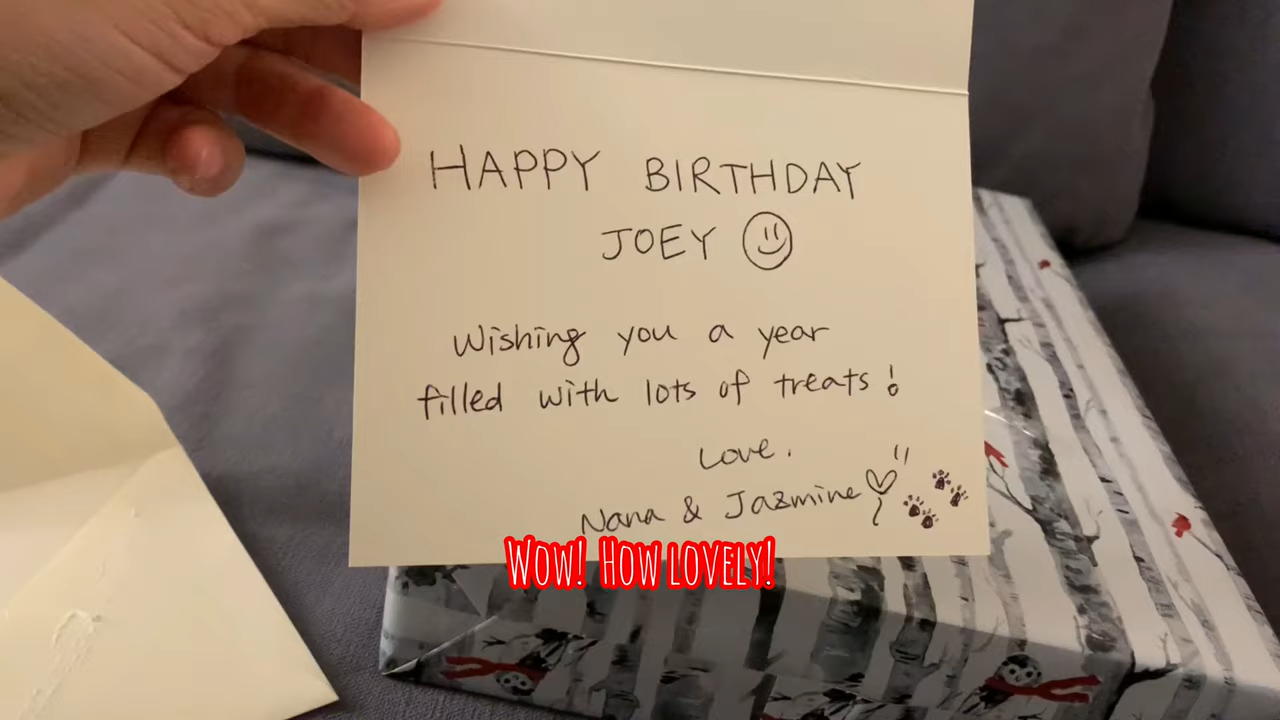 HAPPY BIRTHDAY
JOEY
Wishing you a year
filled with lots of treats!
Love,
Nana & Jazmine
Wow! How lovely!